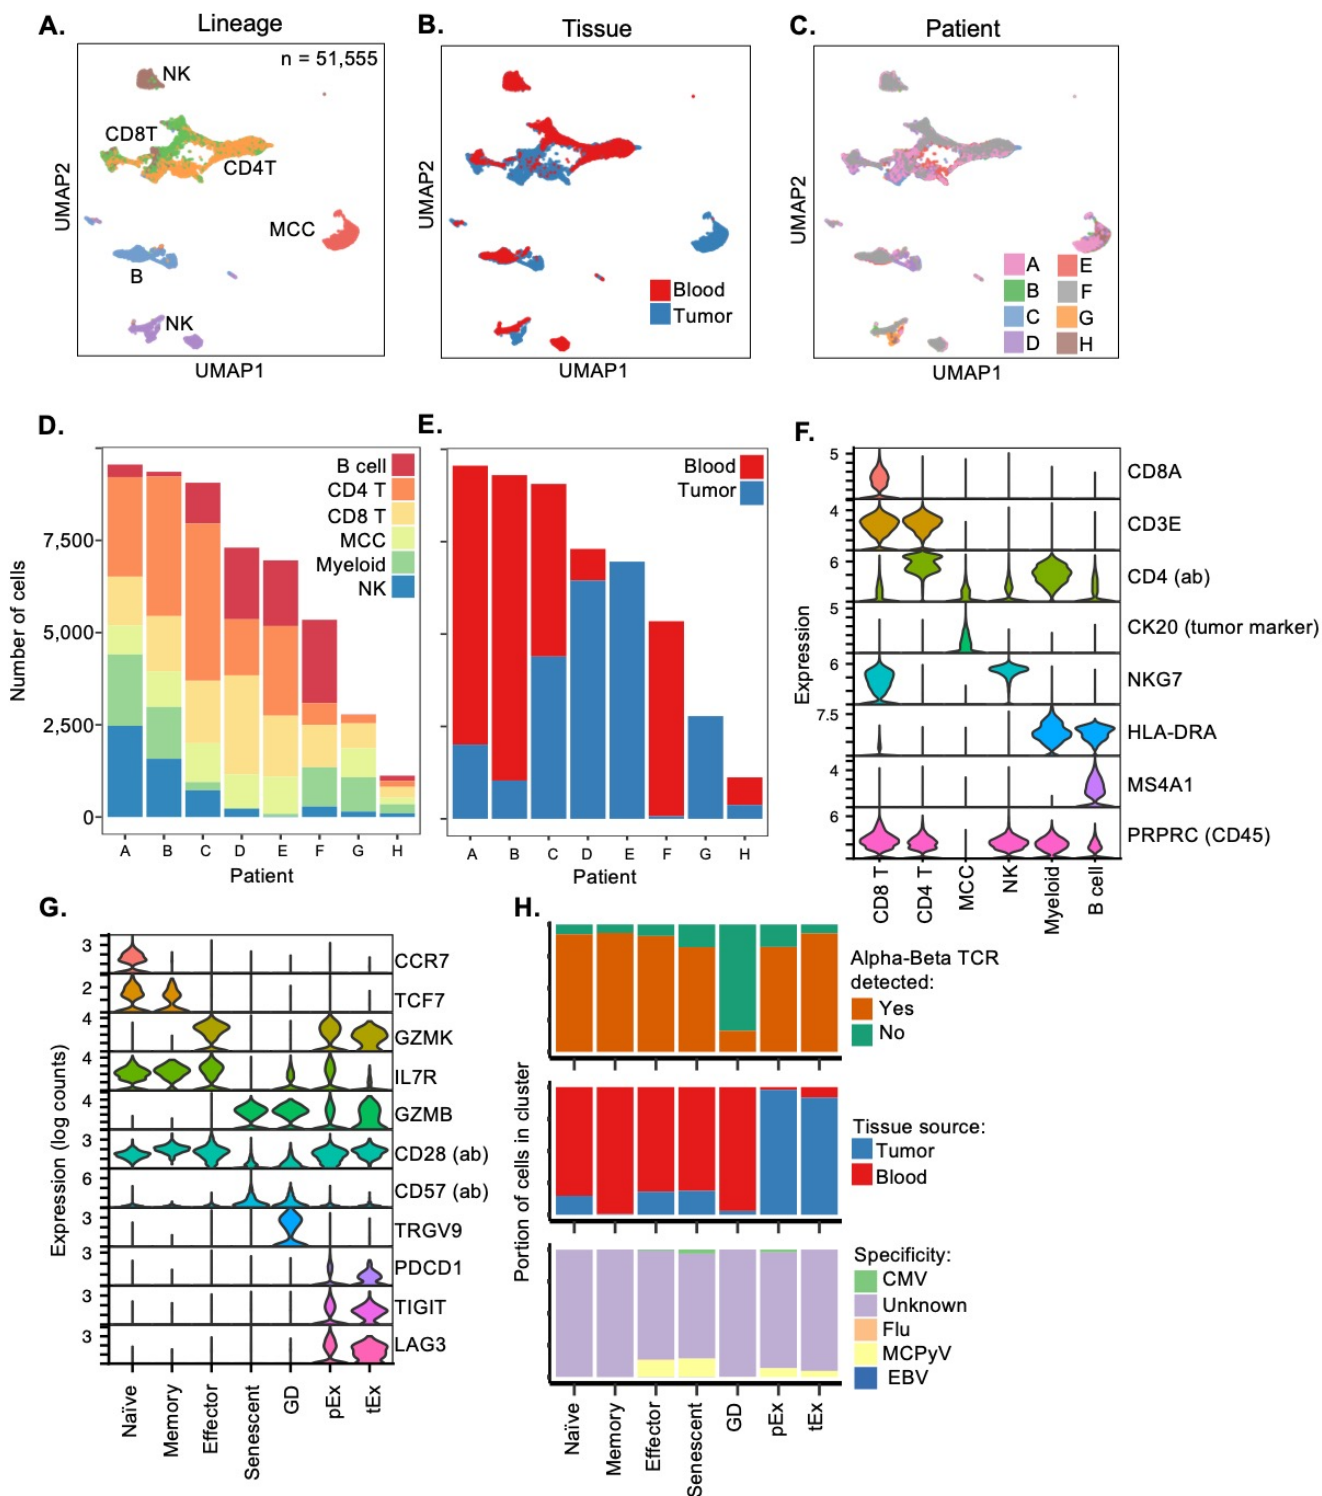 A.
Lineage
n = 51,555
NK
CD8T
CD4T
MCC
B
NK
UMAP2
UMAP1
B.
Tissue
Blood
Tumor
UMAP2
UMAP1
C.
Patient
A
B
C
D
E
F
G
H
UMAP2
UMAP1
D.
B cell
CD4 T
CD8 T
MCC
Myeloid
NK
Number of cells
7,500
5,000
2,500
0
A B C D E F G H
Patient
E.
Blood
Tumor
A B C D E F G H
Patient
F.
Expression
5
CD8A
4
CD3E
6
CD4 (ab)
5
CK20 (tumor marker)
6
NKG7
7.5
HLA-DRA
4
MS4A1
6
PRPRC (CD45)
CD8 T
CD4 T
MCC
NK
Myeloid
B cell
G.
Expression (log counts)
3
CCR7
2
TCF7
4
GZMK
4
IL7R
4
GZMB
3
CD28 (ab)
6
CD57 (ab)
3
TRGV9
3
PDCD1
3
TIGIT
3
LAG3
Naïve
Memory
Effector
Senescent
GD
pEx
tEx
H.
Portion of cells in cluster
Alpha-Beta TCR
detected:
Yes
No
Tissue source:
Tumor
Blood
Specificity:
CMV
Unknown
Flu
MCPyV
EBV
Naïve
Memory
Effector
Senescent
GD
pEx
tEx